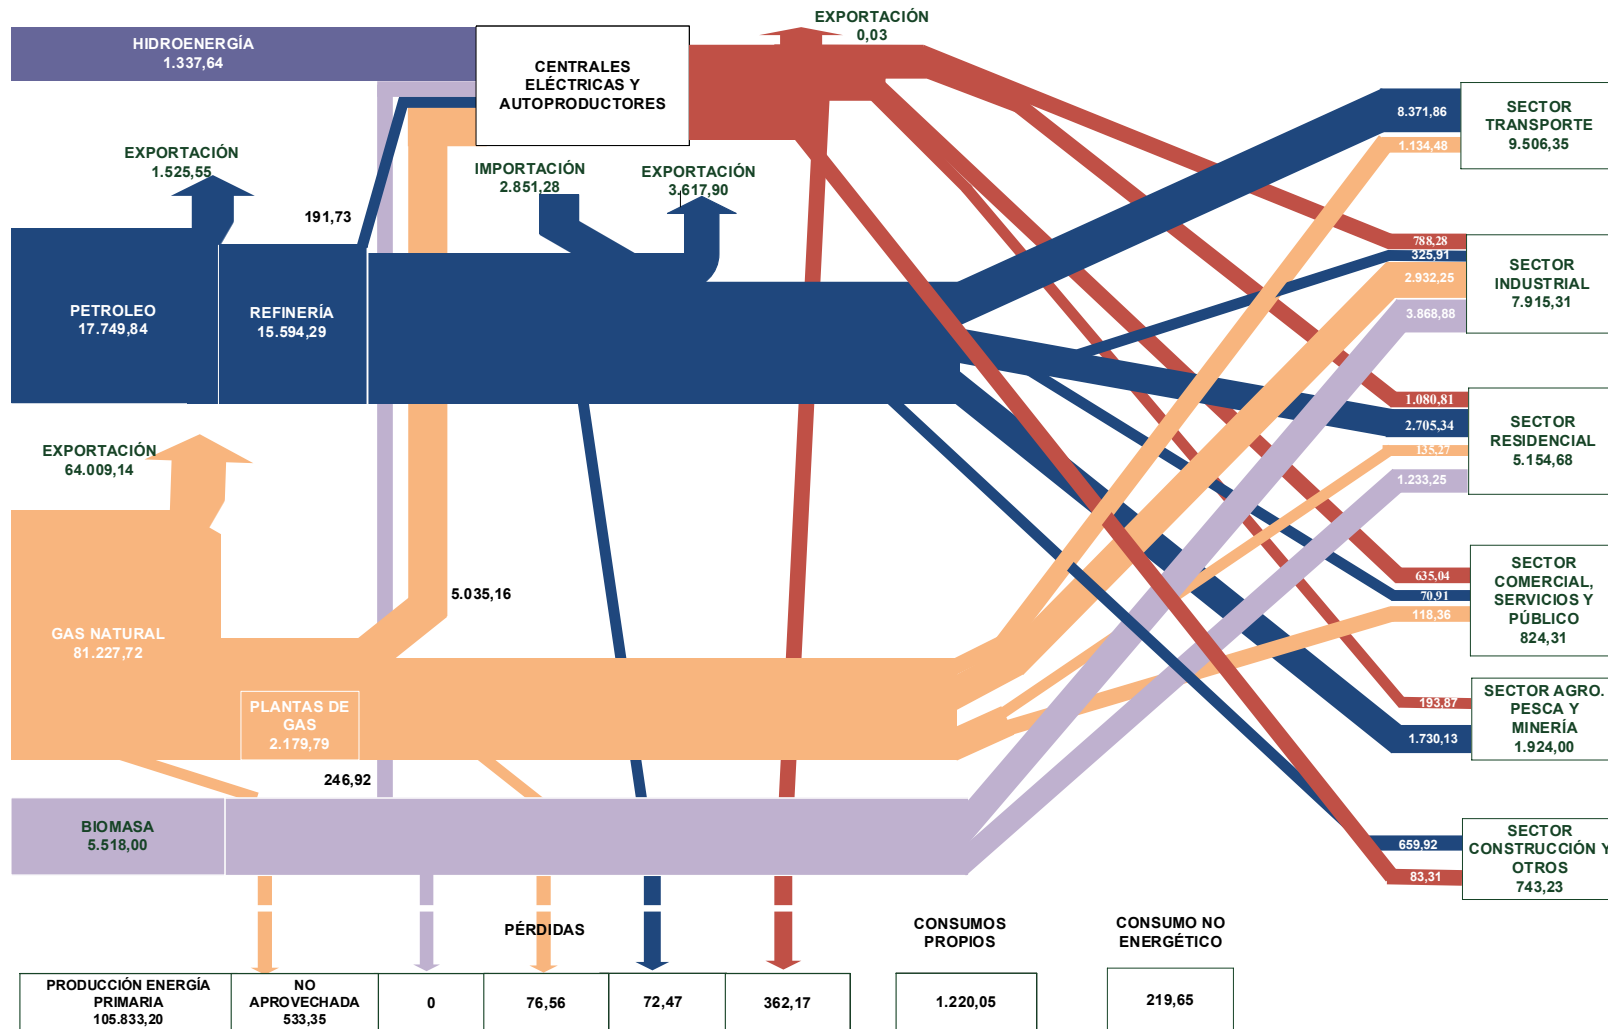 HIDROENERGÍA
1.337,64
CENTRALES
ELÉCTRICAS Y
AUTOPRODUCTORES
EXPORTACIÓN
0,03
EXPORTACIÓN
1.525,55
191,73
IMPORTACIÓN
2.851,28
EXPORTACIÓN
3.617,90
PETROLEO
17.749,84
REFINERÍA
15.594,29
EXPORTACIÓN
64.009,14
5.035,16
GAS NATURAL
81.227,72
PLANTAS DE
GAS
2.179,79
246,92
BIOMASA
5.518,00
8.371,86
1.134,48
SECTOR
TRANSPORTE
9.506,35
788,28
325,91
2.932,25
3.868,88
SECTOR
INDUSTRIAL
7.915,31
1.080,81
2.705,34
135,27
1.233,25
SECTOR
RESIDENCIAL
5.154,68
635,04
70,91
118,36
SECTOR
COMERCIAL,
SERVICIOS Y
PÚBLICO
824,31
193,87
1.730,13
SECTOR AGRO.
PESCA Y
MINERÍA
1.924,00
659,92
83,31
SECTOR
CONSTRUCCIÓN Y
OTROS
743,23
PÉRDIDAS
CONSUMOS
PROPIOS
CONSUMO NO
ENERGÉTICO
PRODUCCIÓN ENERGÍA
PRIMARIA
105.833,20
NO
APROVECHADA
533,35
0
76,56
72,47
362,17
1.220,05
219,65